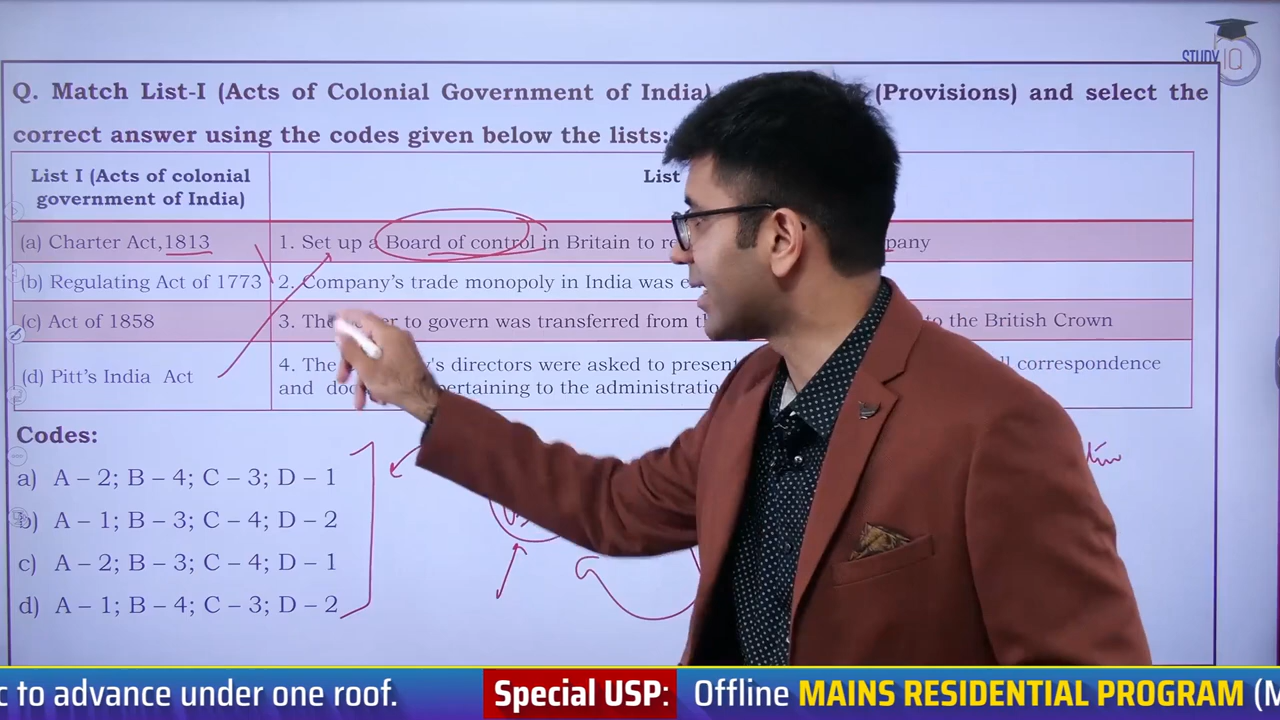 STUDY IQ
Q. Match List-I (Acts of Colonial Government of India) (Provisions) and select the
correct answer using the codes given below the lists:
List I (Acts of colonial
government of India)
List
(a) Charter Act,1813
1. Set up a Board of control in Britain to
(b) Regulating Act of 1773
2. Company's trade monopoly in India was
(c) Act of 1858
3. The to govern was transferred from to the British Crown
(d) Pitt's India Act
4. The directors were asked to present correspondence
and pertaining to the
Codes:
a) A – 2; B – 4; C – 3; D – 1
b) A – 1; B – 3; C – 4; D – 2
c) A – 2; B – 3; C – 4; D – 1
d) A – 1; B – 4; C – 3; D – 2
to advance under one roof. Special USP: Offline MAINS RESIDENTIAL PROGRAM